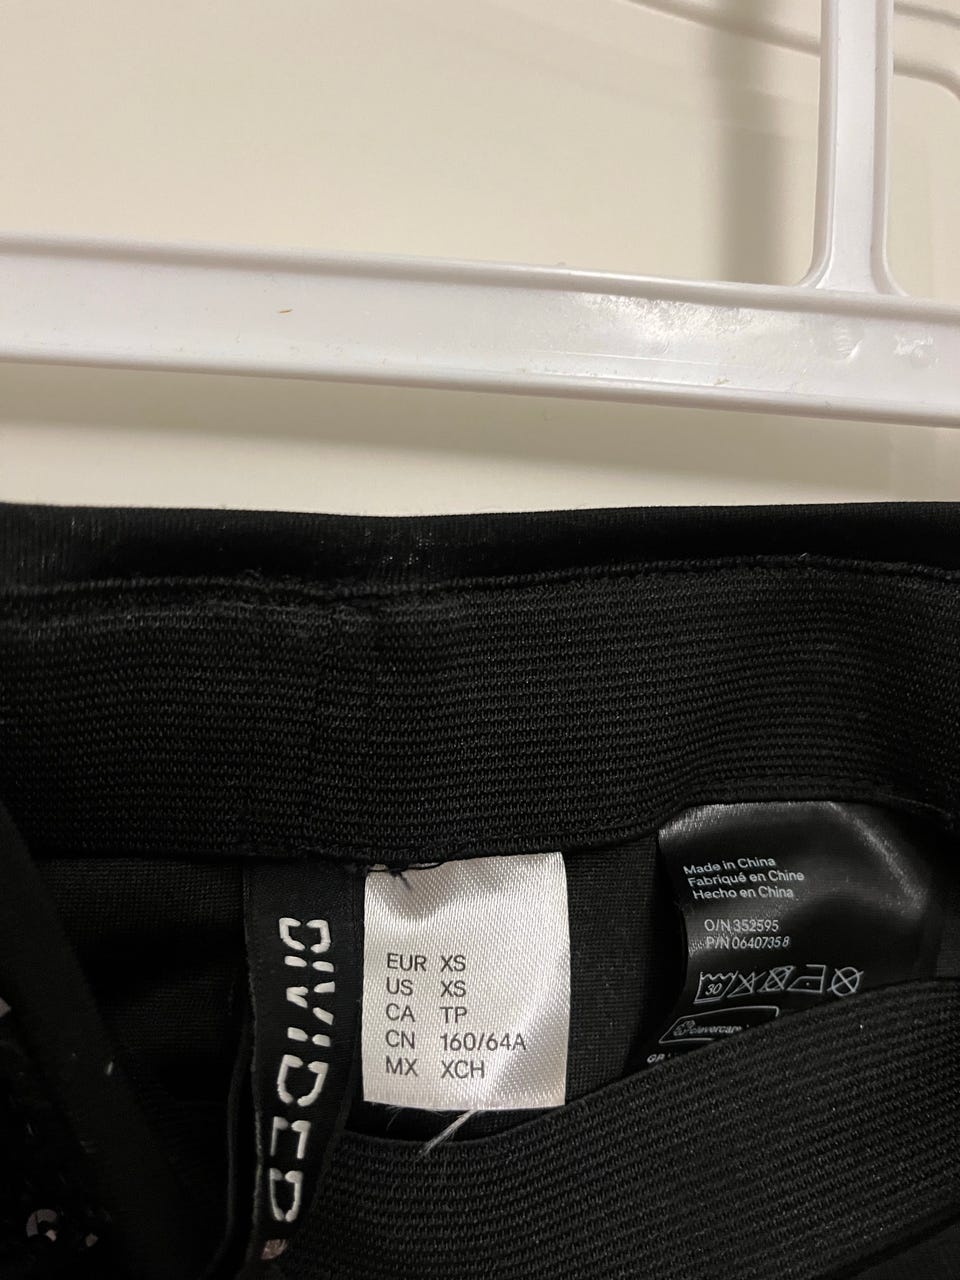 DIVIDED
EUR XS
US XS
CA TP
CN 160/64A
MX XCH
Made in China
Fabriqué en Chine
Hecho en China
O/N 352595
P/N 06407358
30
clevercare